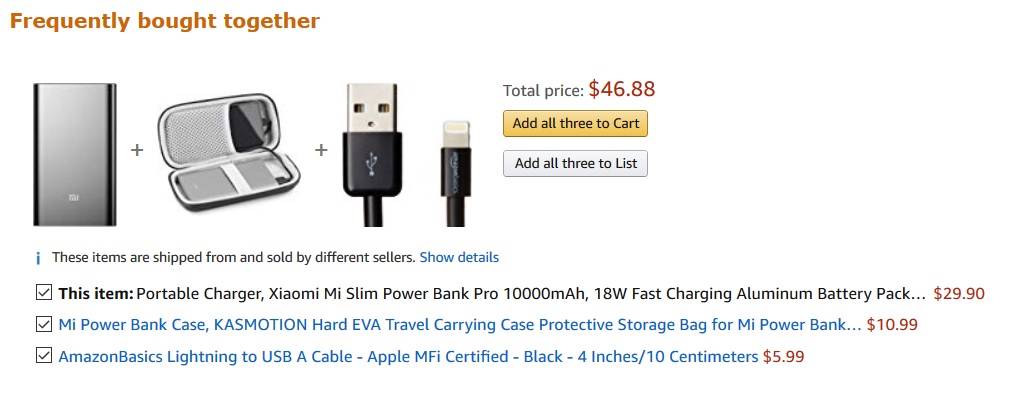 Frequently bought together
mi
+
+
Total price: $46.88
Add all three to Cart
Add all three to List
i These items are shipped from and sold by different sellers. Show details
This item: Portable Charger, Xiaomi Mi Slim Power Bank Pro 10000mAh, 18W Fast Charging Aluminum Battery Pack… $29.90
Mi Power Bank Case, KASMOTION Hard EVA Travel Carrying Case Protective Storage Bag for Mi Power Bank… $10.99
AmazonBasics Lightning to USB A Cable - Apple MFi Certified - Black - 4 Inches/10 Centimeters $5.99